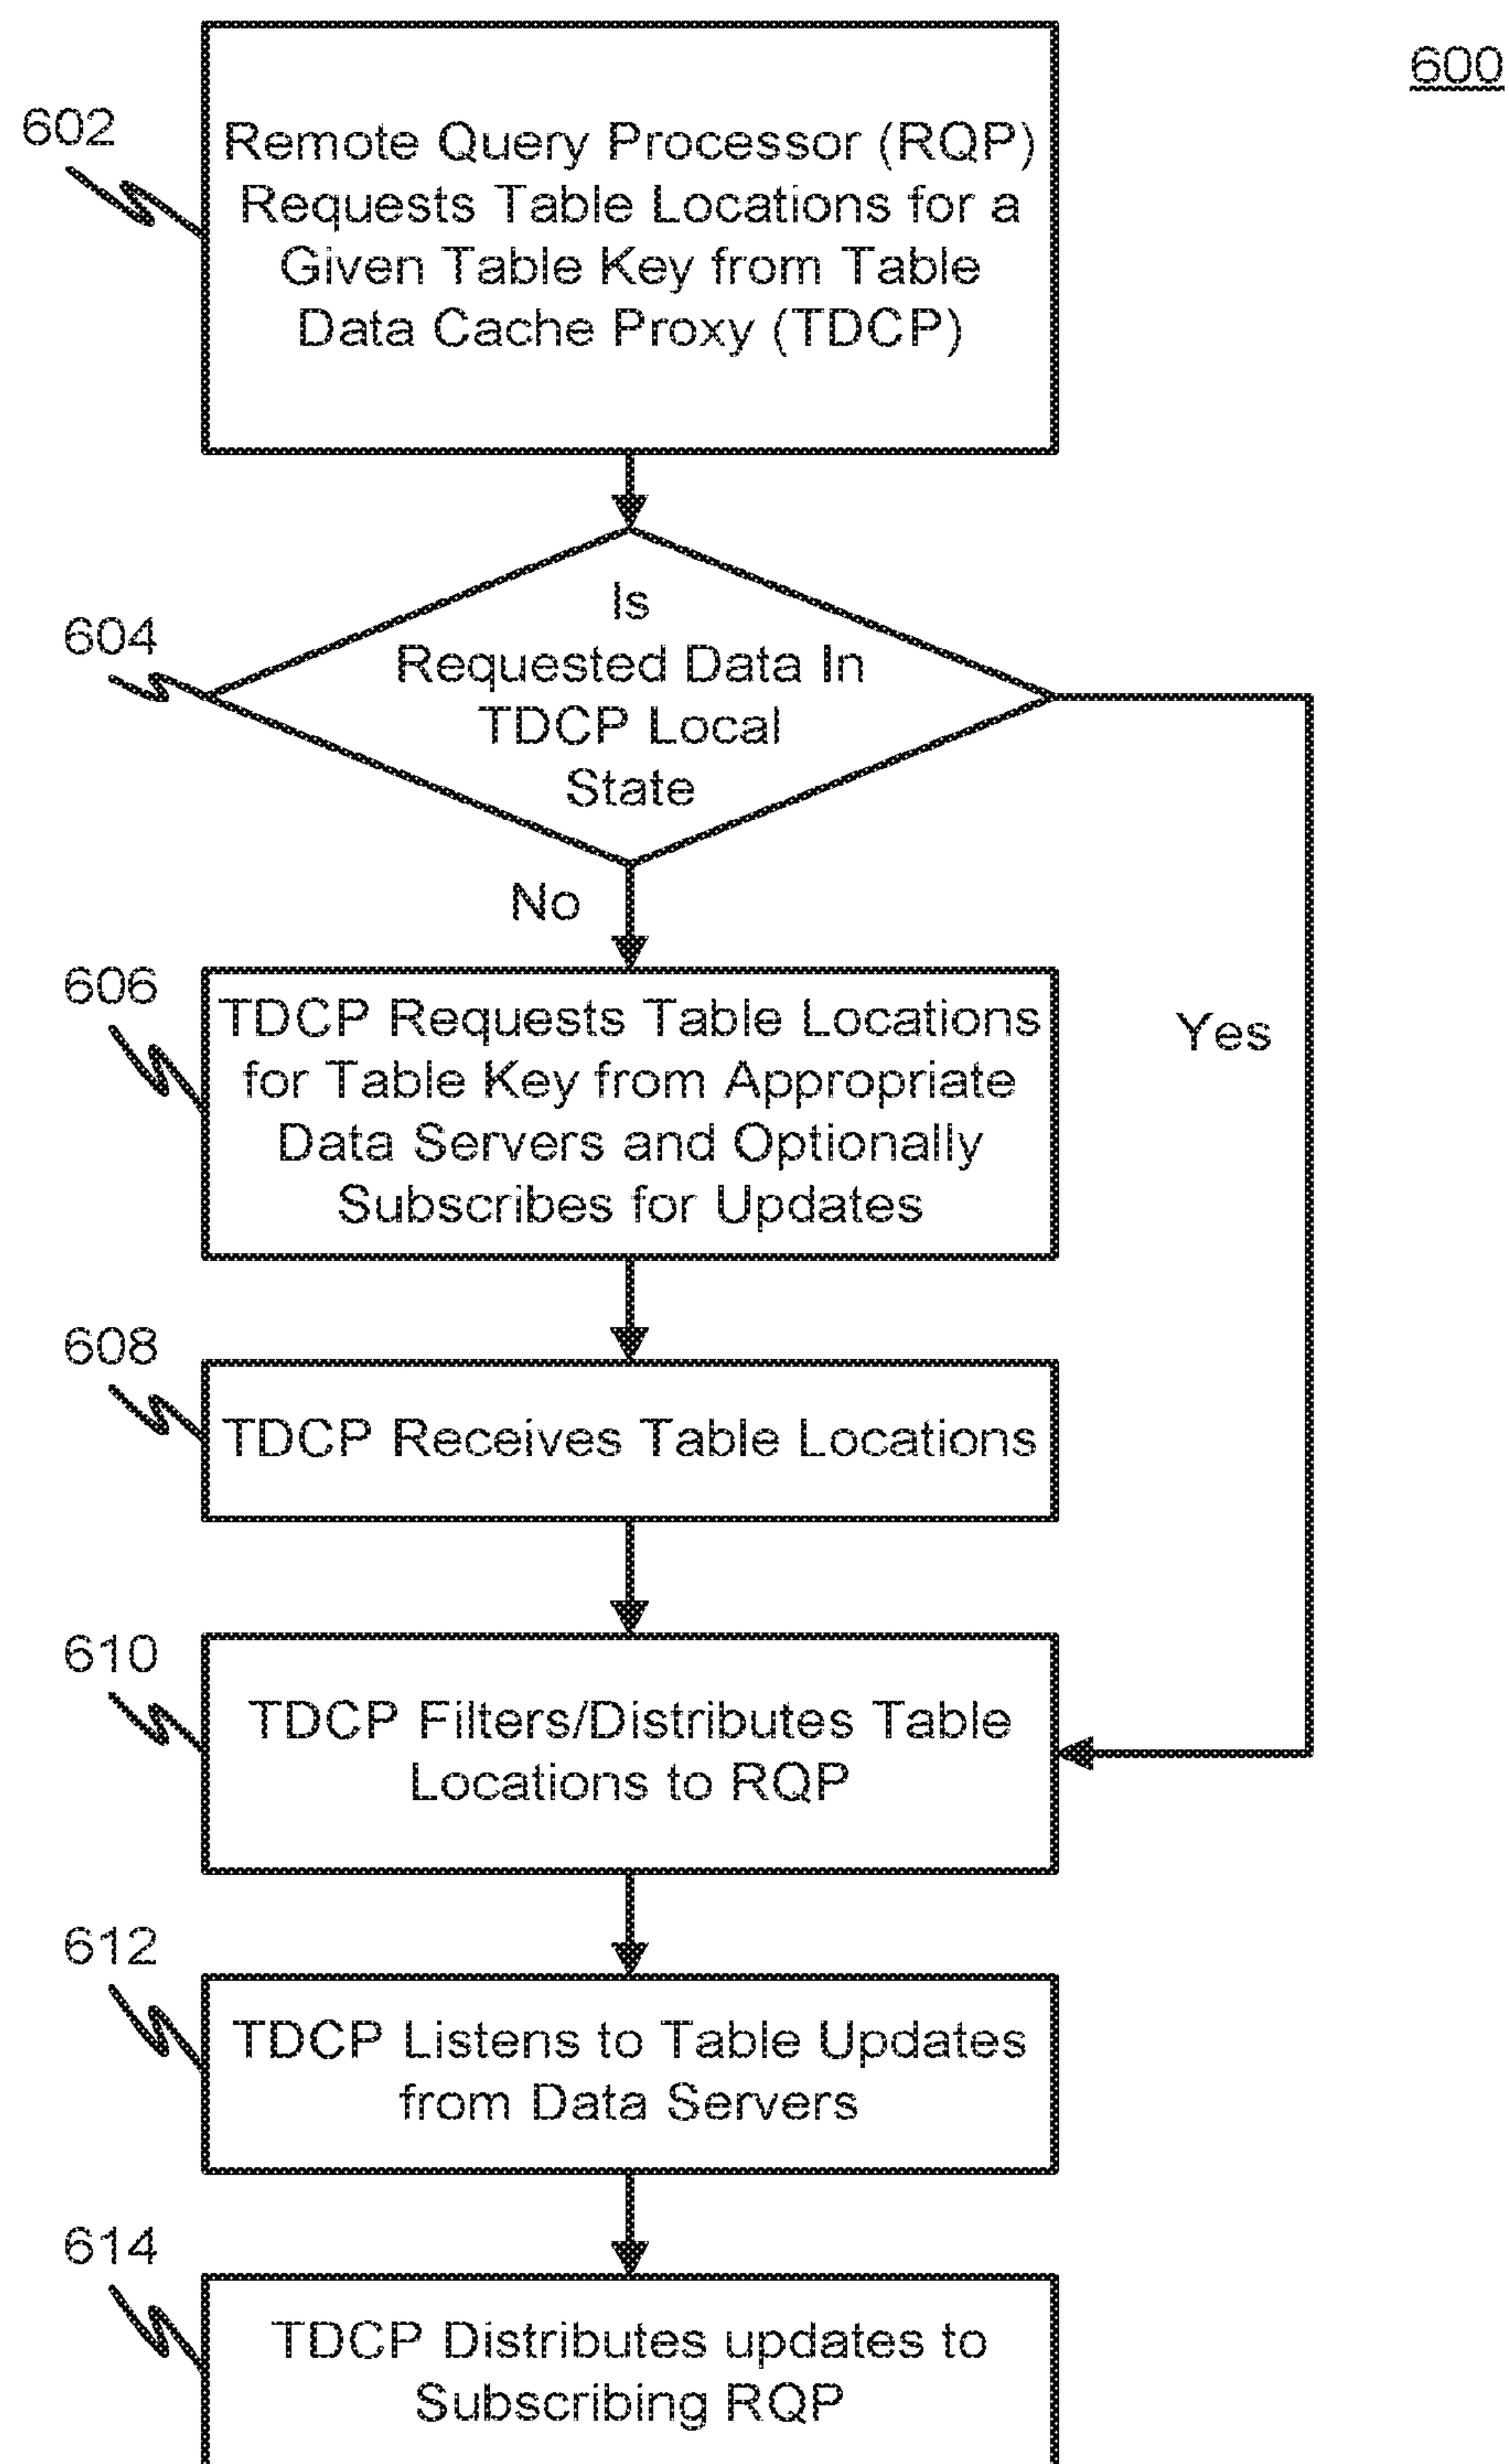 600
602
Remote Query Processor (RQP)
Requests Table Locations for a
Given Table Key from Table
Data Cache Proxy (TDCP)
604
Is
Requested Data In
TDCP Local
State
No
Yes
606
TDCP Requests Table Locations
for Table Key from Appropriate
Data Servers and Optionally
Subscribes for Updates
608
TDCP Receives Table Locations
610
TDCP Filters/Distributes Table
Locations to RQP
612
TDCP Listens to Table Updates
from Data Servers
614
TDCP Distributes updates to
Subscribing RQP